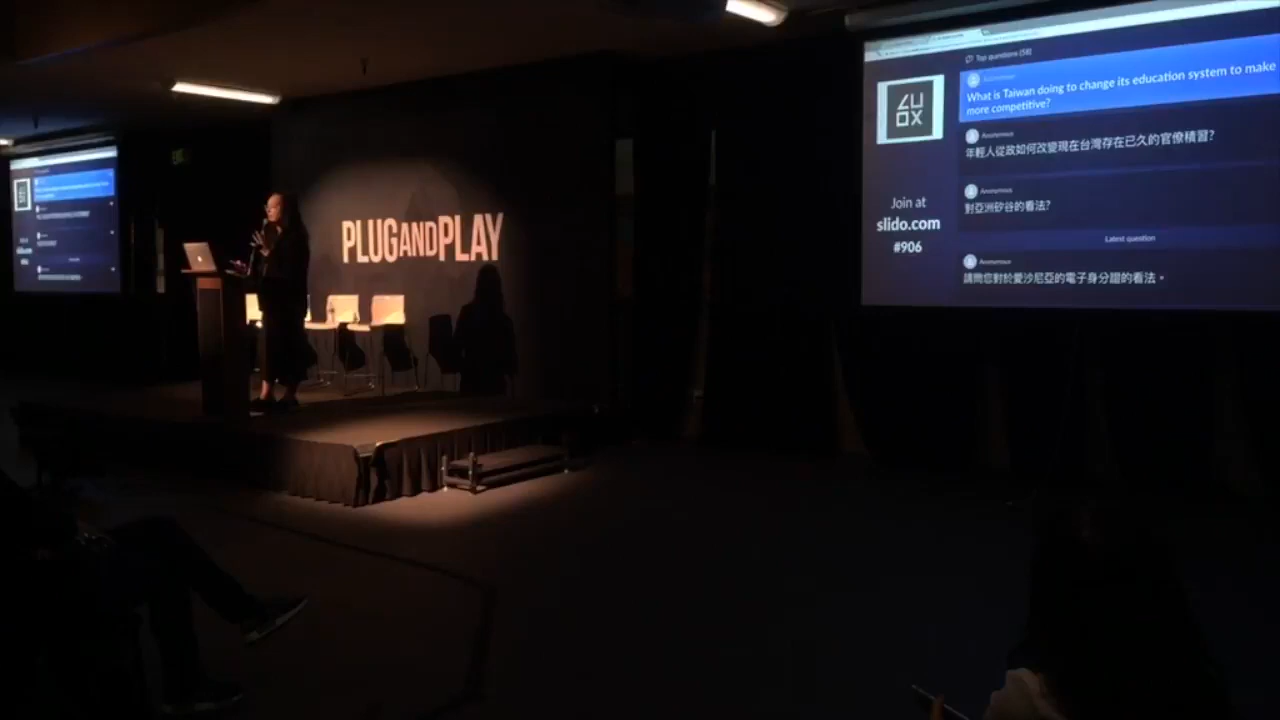 PLUGANDPLAY
Top questions (58)
What is Taiwan doing to change its education system to make
more competitive?
Anonymous
年輕人從政如何改變現在台灣存在已久的官僚積習?
Anonymous
對亞洲矽谷的看法?
Latest question
Anonymous
請問您對於愛沙尼亞的電子身分證的看法。
Join at
slido.com
#906